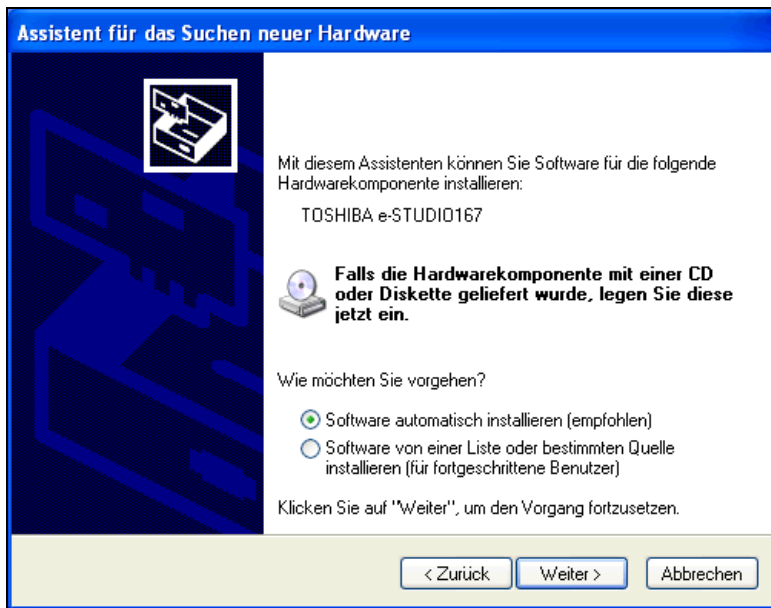 Assistent für das Suchen neuer Hardware
Mit diesem Assistenten können Sie Software für die folgende
Hardwarekomponente installieren:
TOSHIBA e-STUDIO167
Falls die Hardwarekomponente mit einer CD
oder Diskette geliefert wurde, legen Sie diese
jetzt ein.
Wie möchten Sie vorgehen?
Software automatisch installieren (empfohlen)
Software von einer Liste oder bestimmten Quelle
installieren (für fortgeschrittene Benutzer)
Klicken Sie auf "Weiter", um den Vorgang fortzusetzen.
< Zurück Weiter > Abbrechen